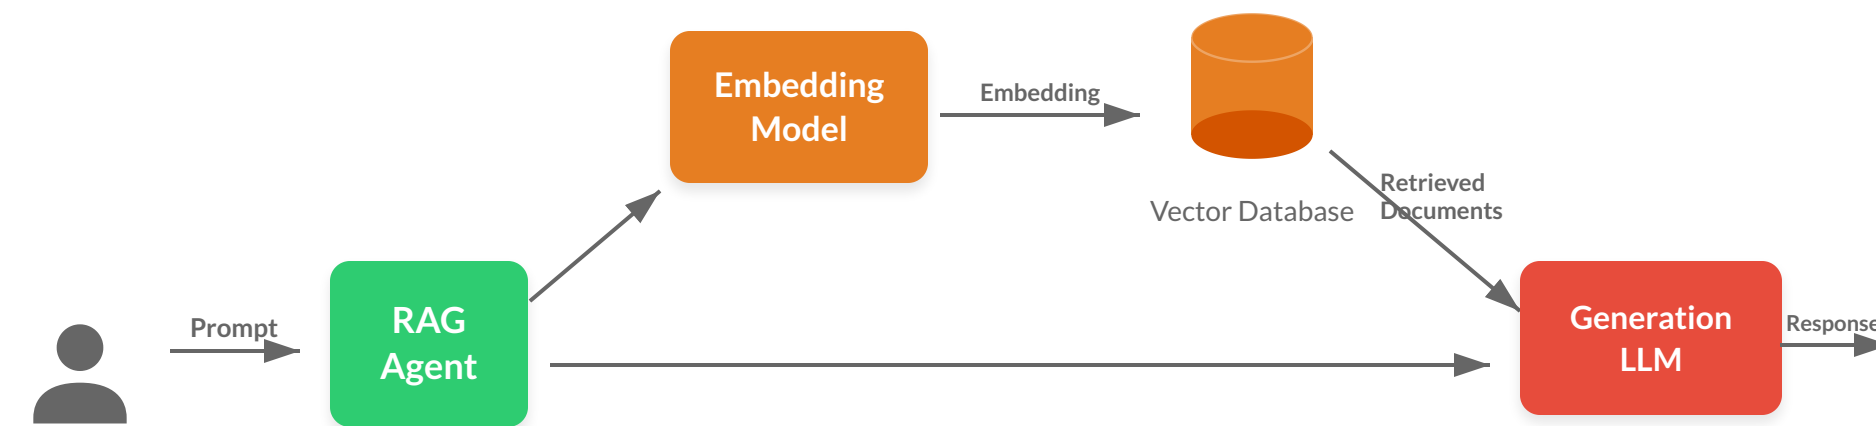 Embedding
Model
Embedding
Vector Database
Retrieved
Documents
Prompt
RAG
Agent
Generation
LLM
Response